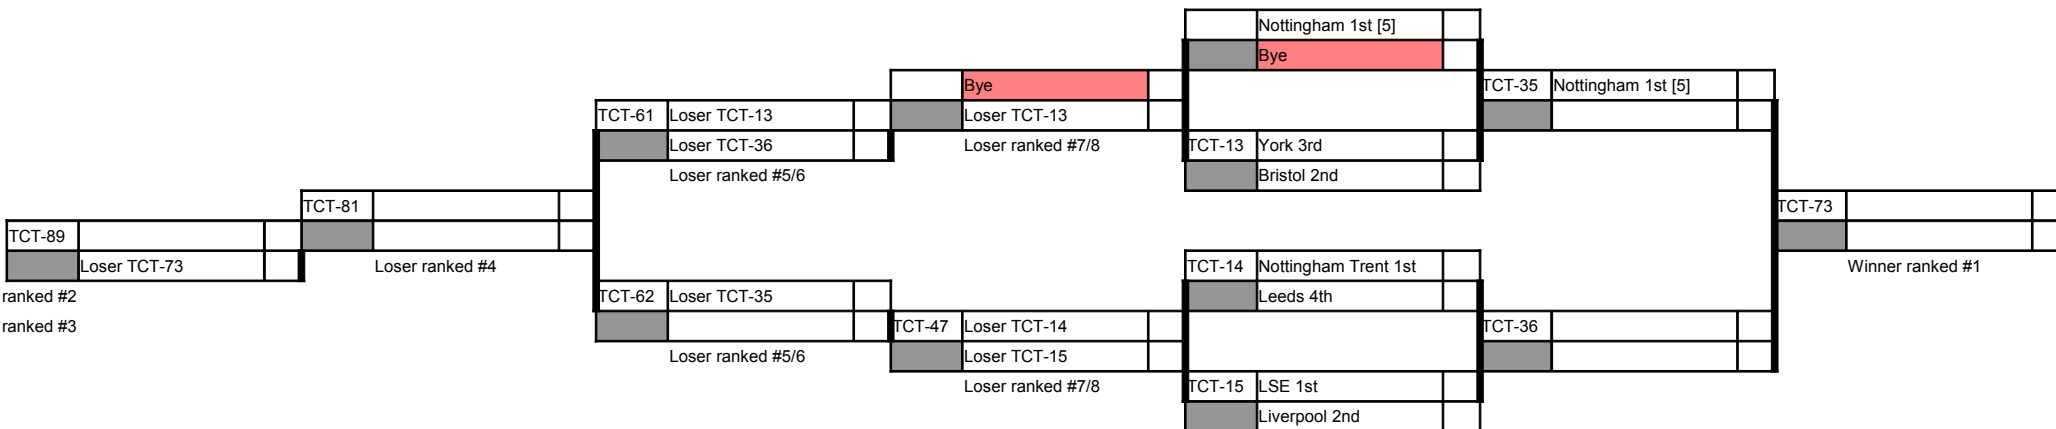 Nottingham 1st [5]
Bye
Bye
TCT-35 Nottingham 1st [5]
TCT-61 Loser TCT-13
Loser TCT-13
Loser TCT-36
Loser ranked #7/8
TCT-13 York 3rd
Loser ranked #5/6
Bristol 2nd
TCT-81
TCT-73
TCT-89
Loser TCT-73
Loser ranked #4
TCT-14 Nottingham Trent 1st
Winner ranked #1
ranked #2
TCT-62 Loser TCT-35
Leeds 4th
ranked #3
TCT-47 Loser TCT-14
TCT-36
Loser ranked #5/6
Loser TCT-15
Loser ranked #7/8
TCT-15 LSE 1st
Liverpool 2nd